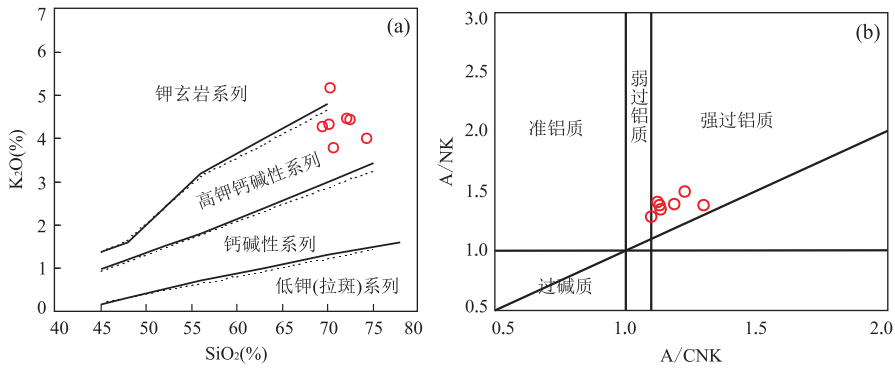 (a)
7
6
5
4
3
2
1
0
K₂O(%)
钾玄岩系列
高钾钙碱性系列
钙碱性系列
低钾(拉斑)系列
40 45 50 55 60 65 70 75 80
SiO₂(%)
(b)
3.0
2.5
2.0
1.5
1.0
0.5
A/NK
准铝质
弱过铝质
强过铝质
过碱质
0.5 1.0 1.5 2.0
A/CNK